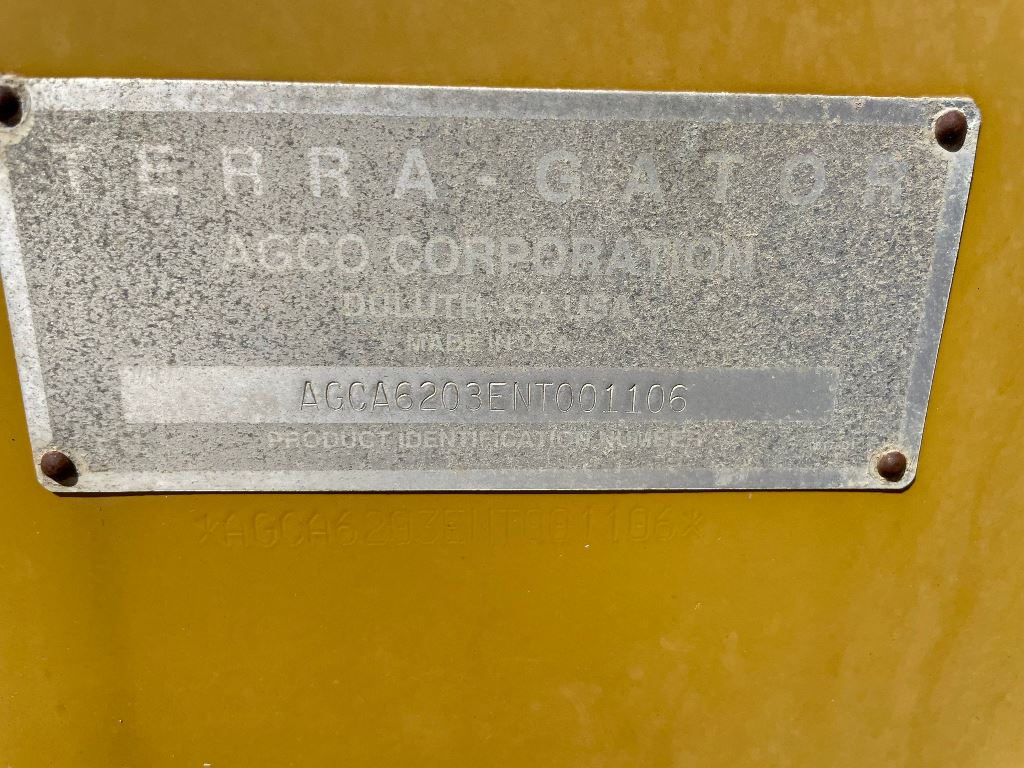 TERRA-GATOR
AGCO CORPORATION
DULUTH, GA USA
MADE IN USA
AGCA6203ENT001106
PRODUCT IDENTIFICATION NUMBER
*AGCA6203ENT001106*